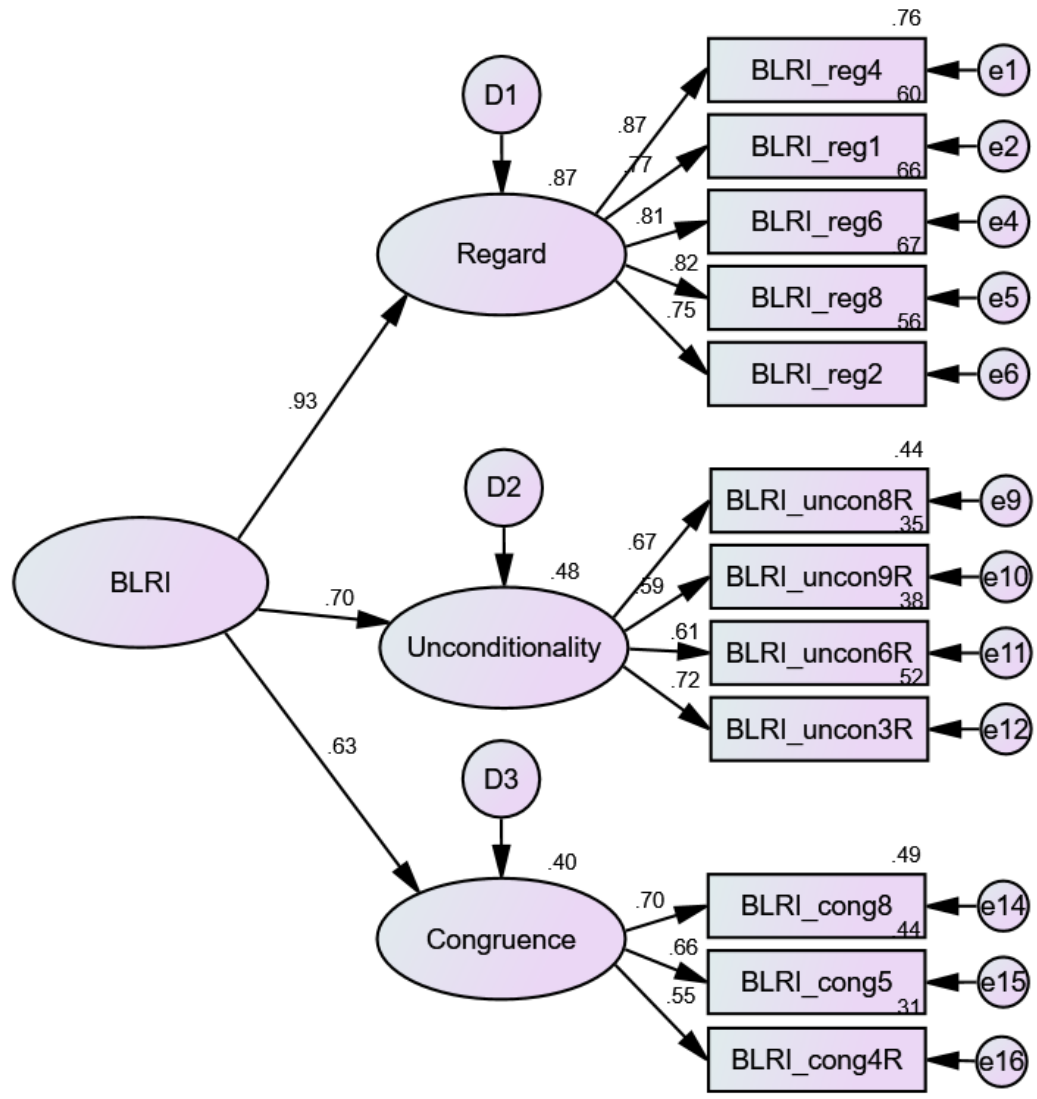 .76
D1
BLRI_reg4
e1
60
.87
BLRI_reg1
e2
.77
.87
66
.81
BLRI_reg6
e4
Regard
67
.82
BLRI_reg8
e5
.75
56
BLRI_reg2
e6
.93
.44
D2
BLRI_uncon8R
e9
35
.67
.48
BLRI_uncon9R
e10
.59
38
BLRI
.70
.61
Unconditionality
BLRI_uncon6R
e11
52
.72
BLRI_uncon3R
e12
.63
D3
.40
.49
.70
BLRI_cong8
e14
.44
Congruence
.66
BLRI_cong5
e15
.55
31
BLRI_cong4R
e16